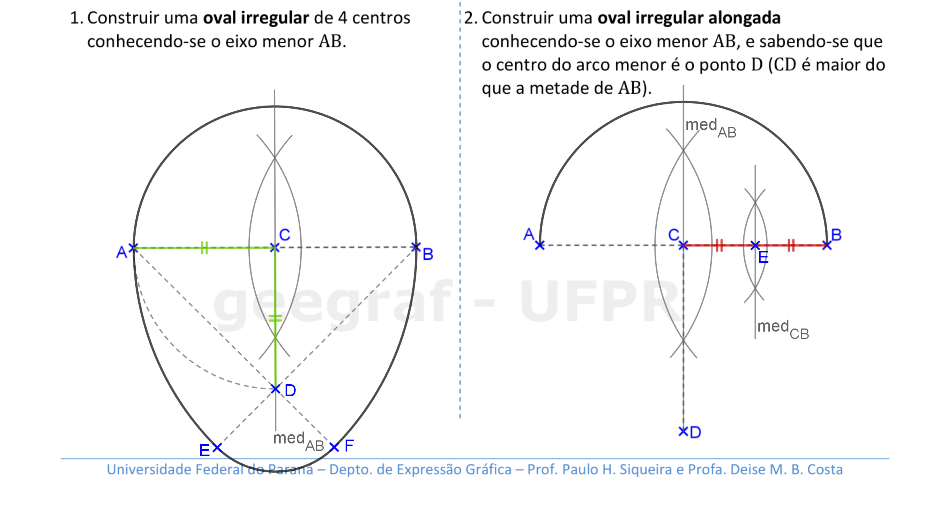 1. Construir uma oval irregular de 4 centros
conhecendo-se o eixo menor AB.
2. Construir uma oval irregular alongada
conhecendo-se o eixo menor AB, e sabendo-se que
o centro do arco menor é o ponto D (CD é maior do
que a metade de AB).
A
C
B
D
med AB
E
F
med AB
A
C
B
E
med CB
D
geegraf - UFPR
Universidade Federal do Paraná – Depto. de Expressão Gráfica – Prof. Paulo H. Siqueira e Profa. Deise M. B. Costa